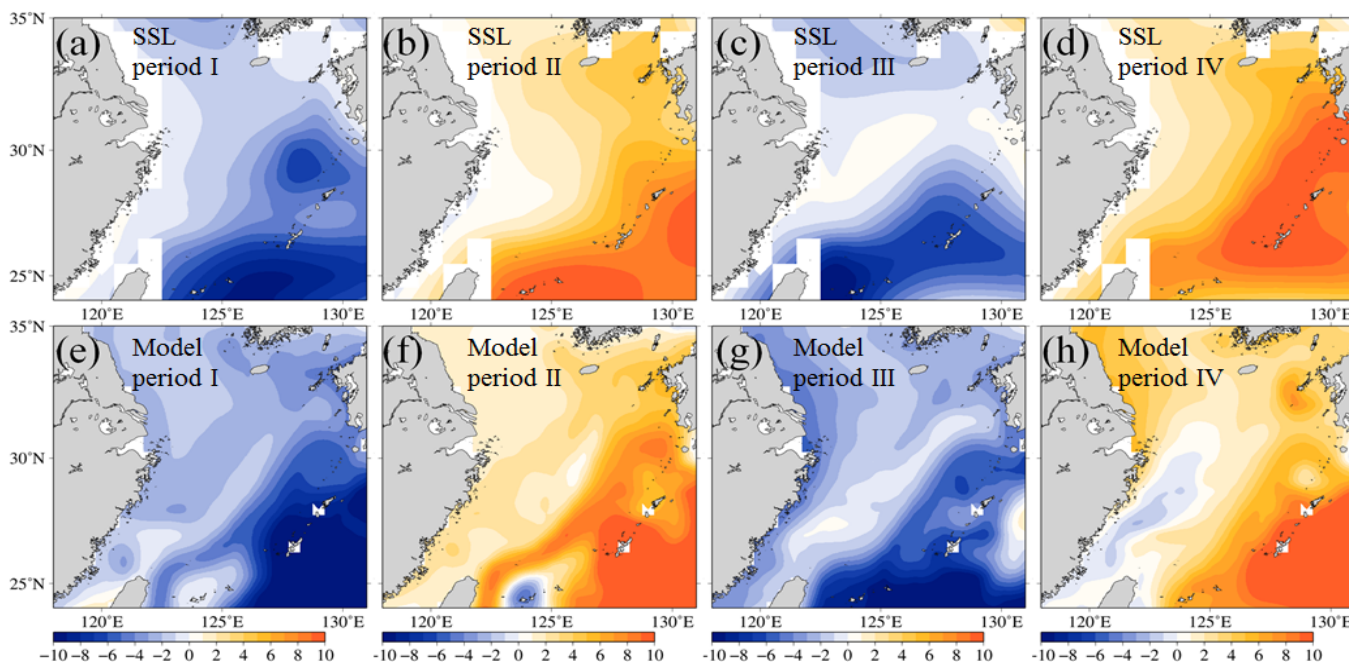 35°N
(a) SSL period I
(b) SSL period II
(c) SSL period III
(d) SSL period IV
30°N
25°N
120°E 125°E 130°E 120°E 125°E 130°E 120°E 125°E 130°E 120°E 125°E 130°E
35°N
(e) Model period I
(f) Model period II
(g) Model period III
(h) Model period IV
30°N
25°N
120°E 125°E 130°E 120°E 125°E 130°E 120°E 125°E 130°E 120°E 125°E 130°E
−10 −8 −6 −4 −2 0 2 4 6 8 10
−10 −8 −6 −4 −2 0 2 4 6 8 10
−10 −8 −6 −4 −2 0 2 4 6 8 10
−10 −8 −6 −4 −2 0 2 4 6 8 10